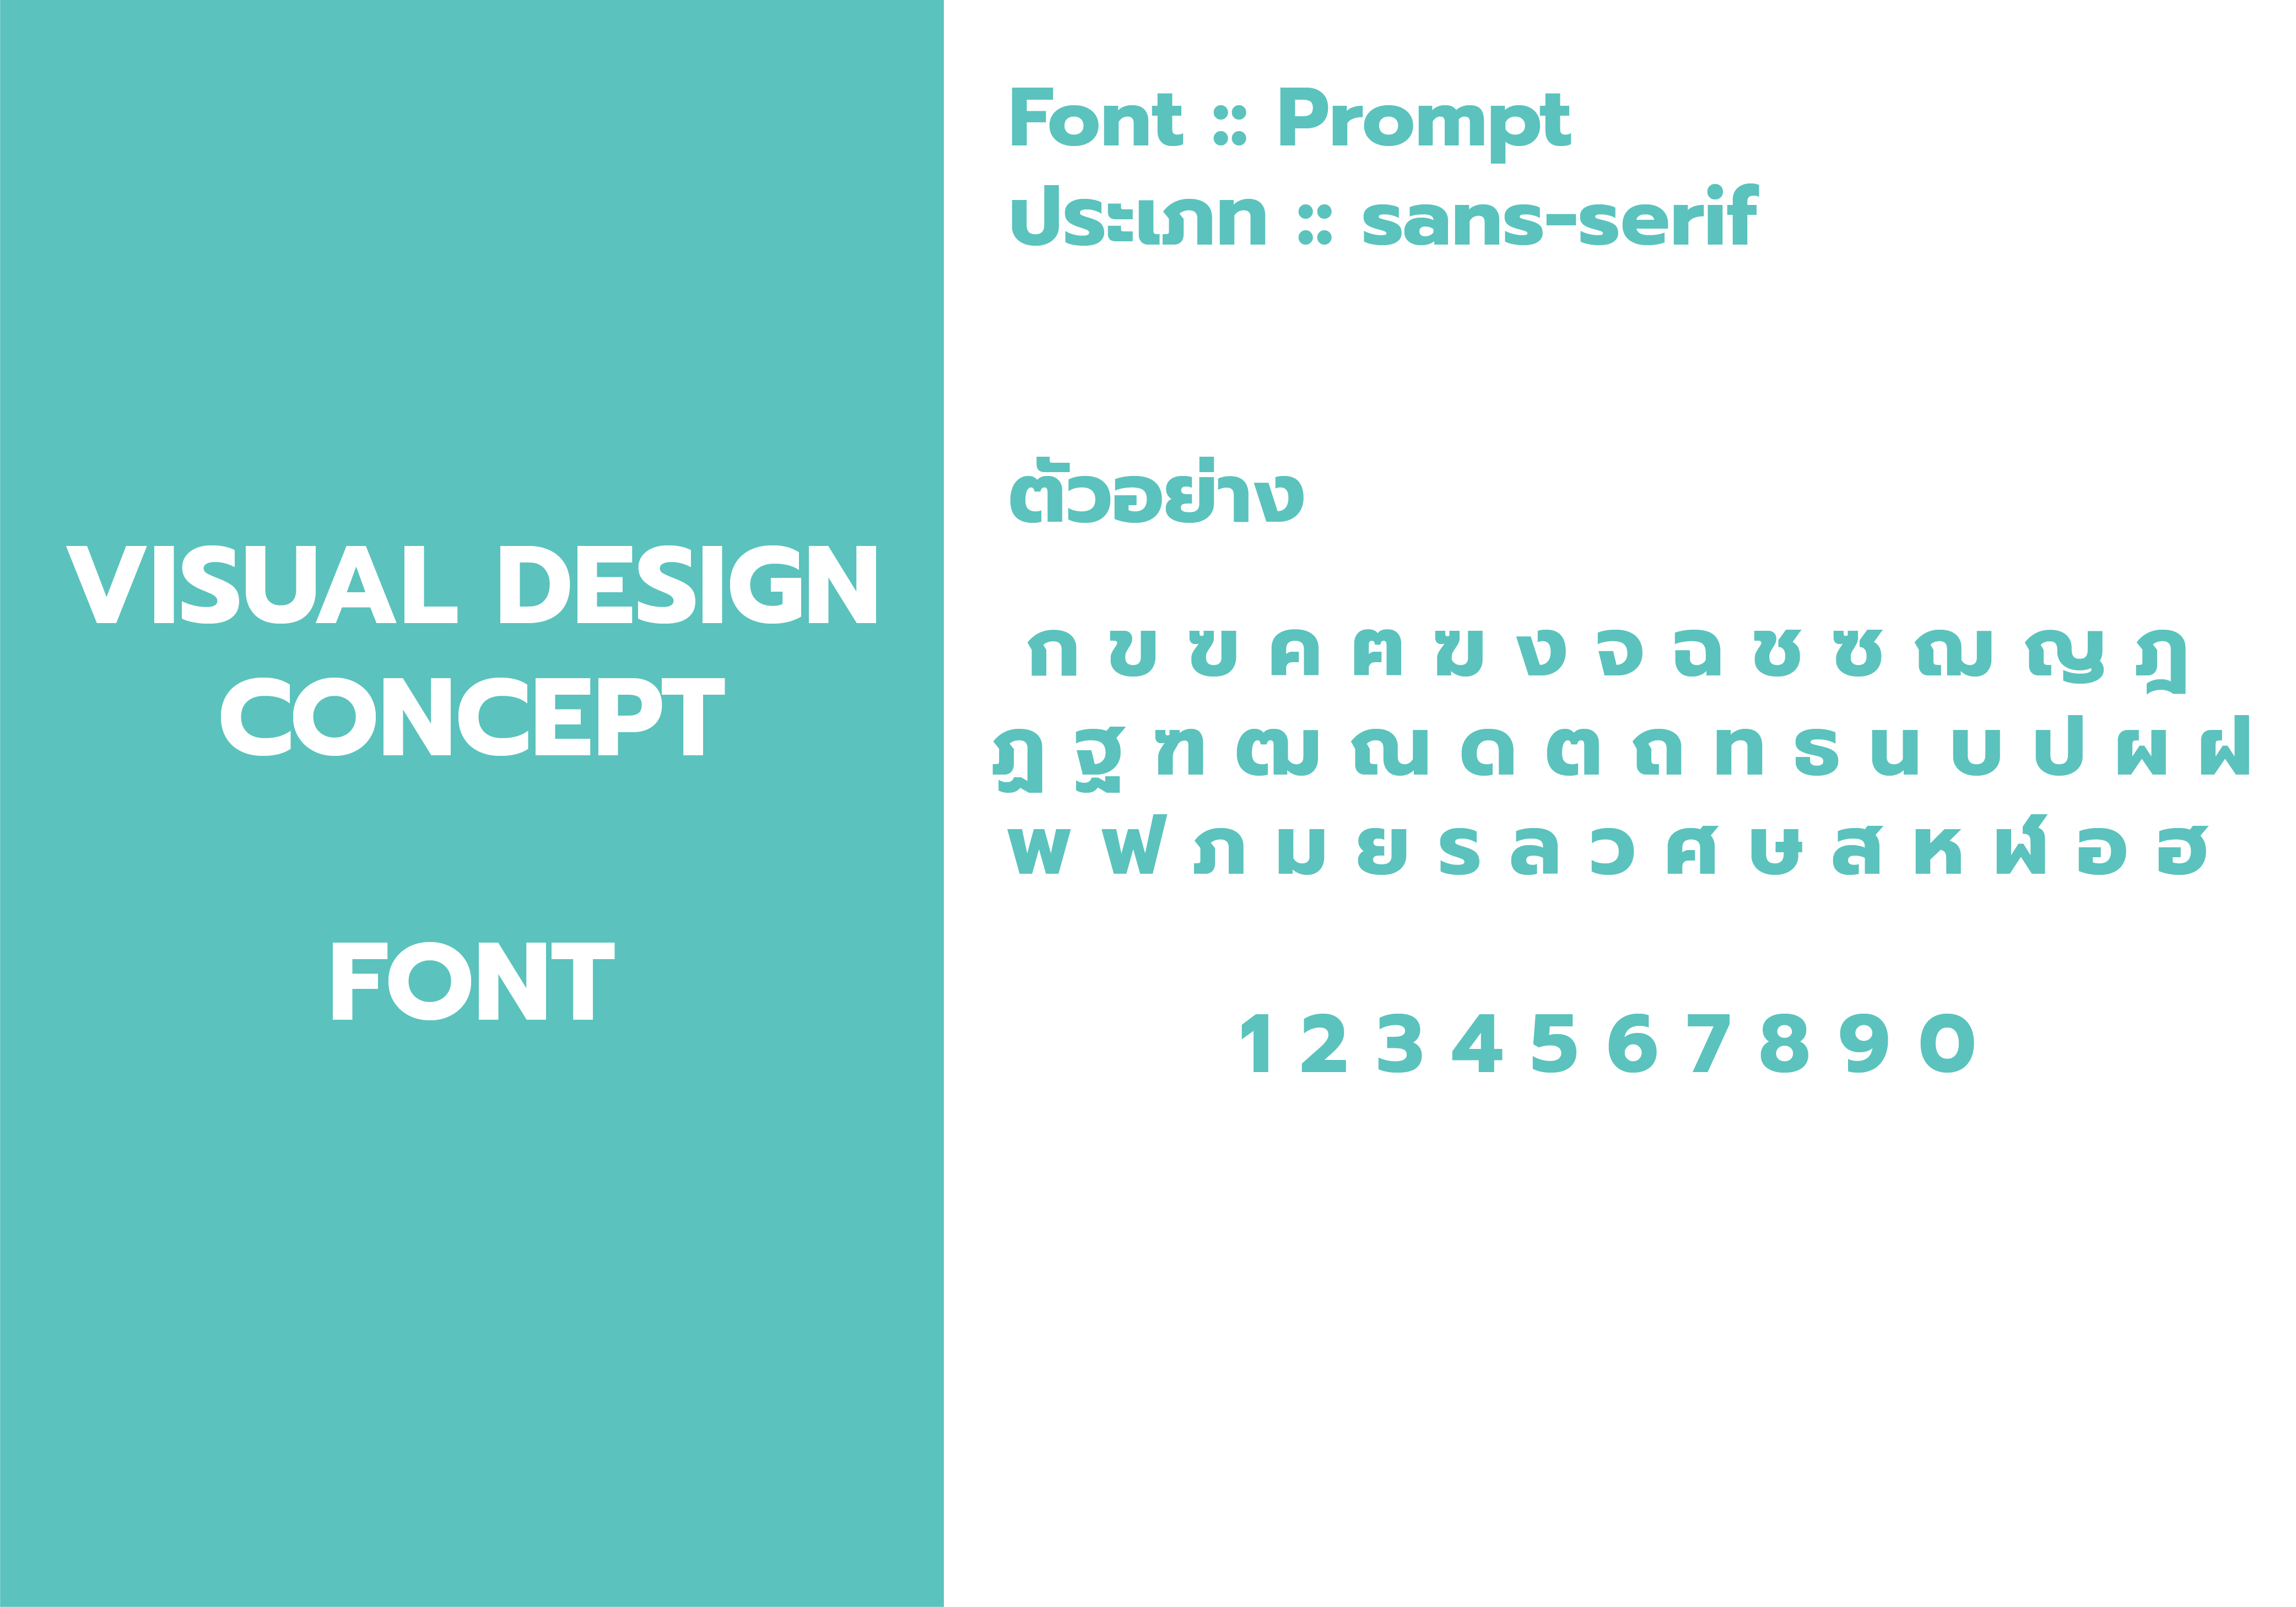 VISUAL DESIGN
CONCEPT
FONT
Font :: Prompt
ประเภท :: sans-serif
ตัวอย่าง
ก ข ฃ ค ฅ ฆ ง จ ฉ ช ซ ฌ ญ ฎ
ฏ ฐ ฑ ฒ ณ ด ต ถ ท ธ น บ ป ผ ฝ
พ ฟ ภ ม ย ร ล ว ศ ษ ส ห ฬ อ ฮ
1 2 3 4 5 6 7 8 9 0